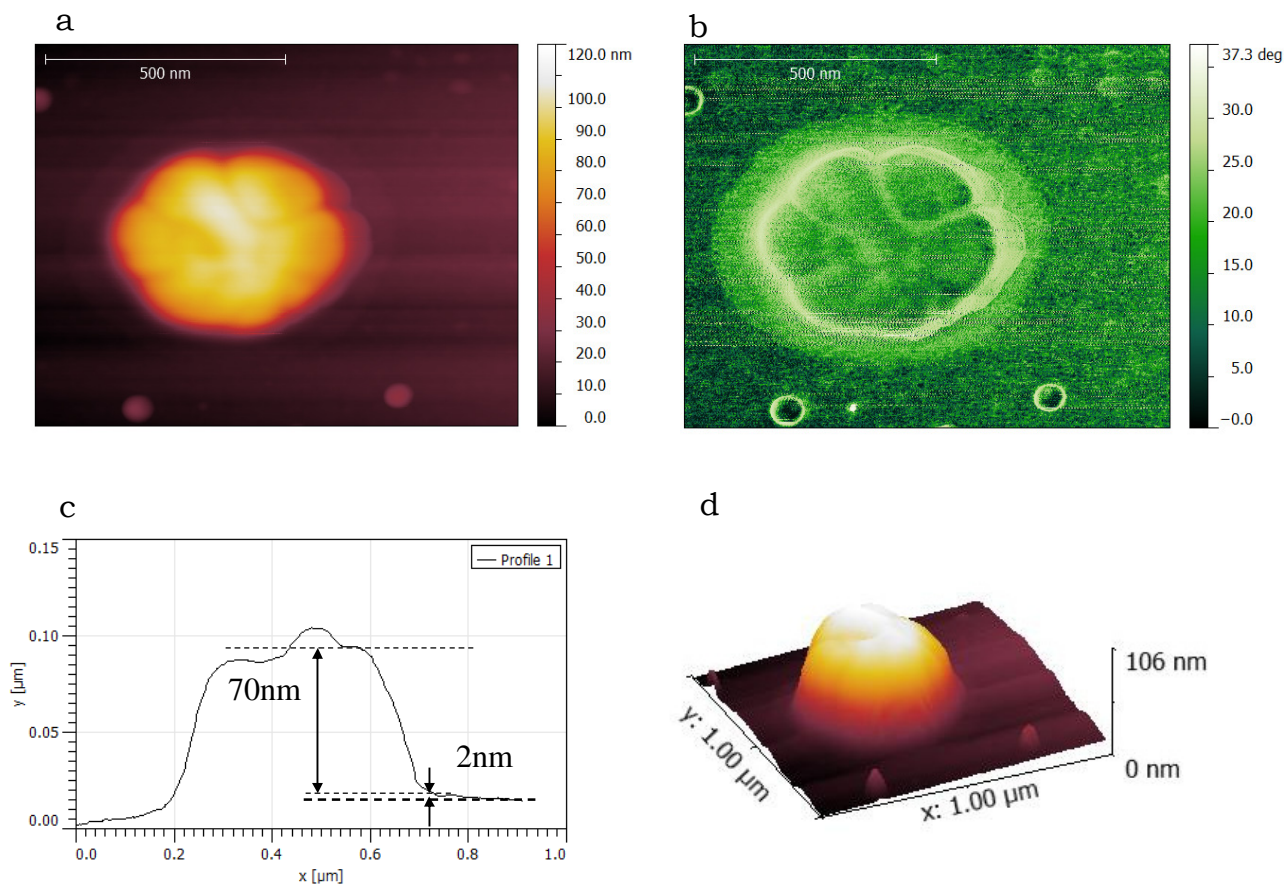 a
500 nm
120.0 nm
100.0
90.0
80.0
70.0
60.0
50.0
40.0
30.0
20.0
10.0
0.0
b
500 nm
37.3 deg
30.0
25.0
20.0
15.0
10.0
5.0
−0.0
c
0.15
0.10
0.05
0.00
y [µm]
Profile 1
70nm
2nm
0.0 0.2 0.4 0.6 0.8 1.0
x [µm]
d
106 nm
0 nm
y: 1.00 µm
x: 1.00 µm